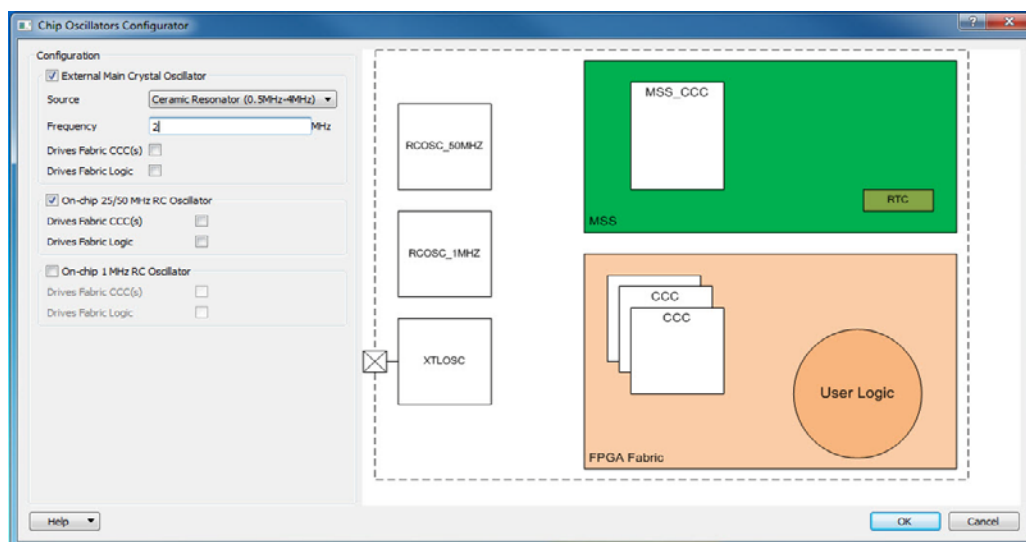 Chip Oscillators Configurator
Configuration
External Main Crystal Oscillator
Source Ceramic Resonator (0.5MHz-4MHz)
Frequency 2 MHz
Drives Fabric CCC(s)
Drives Fabric Logic
On-chip 25/50 MHz RC Oscillator
Drives Fabric CCC(s)
Drives Fabric Logic
On-chip 1 MHz RC Oscillator
Drives Fabric CCC(s)
Drives Fabric Logic
RCOSC_50MHZ
RCOSC_1MHZ
XTLOSC
MSS_CCC
RTC
MSS
CCC
CCC
User Logic
FPGA Fabric
Help
OK
Cancel